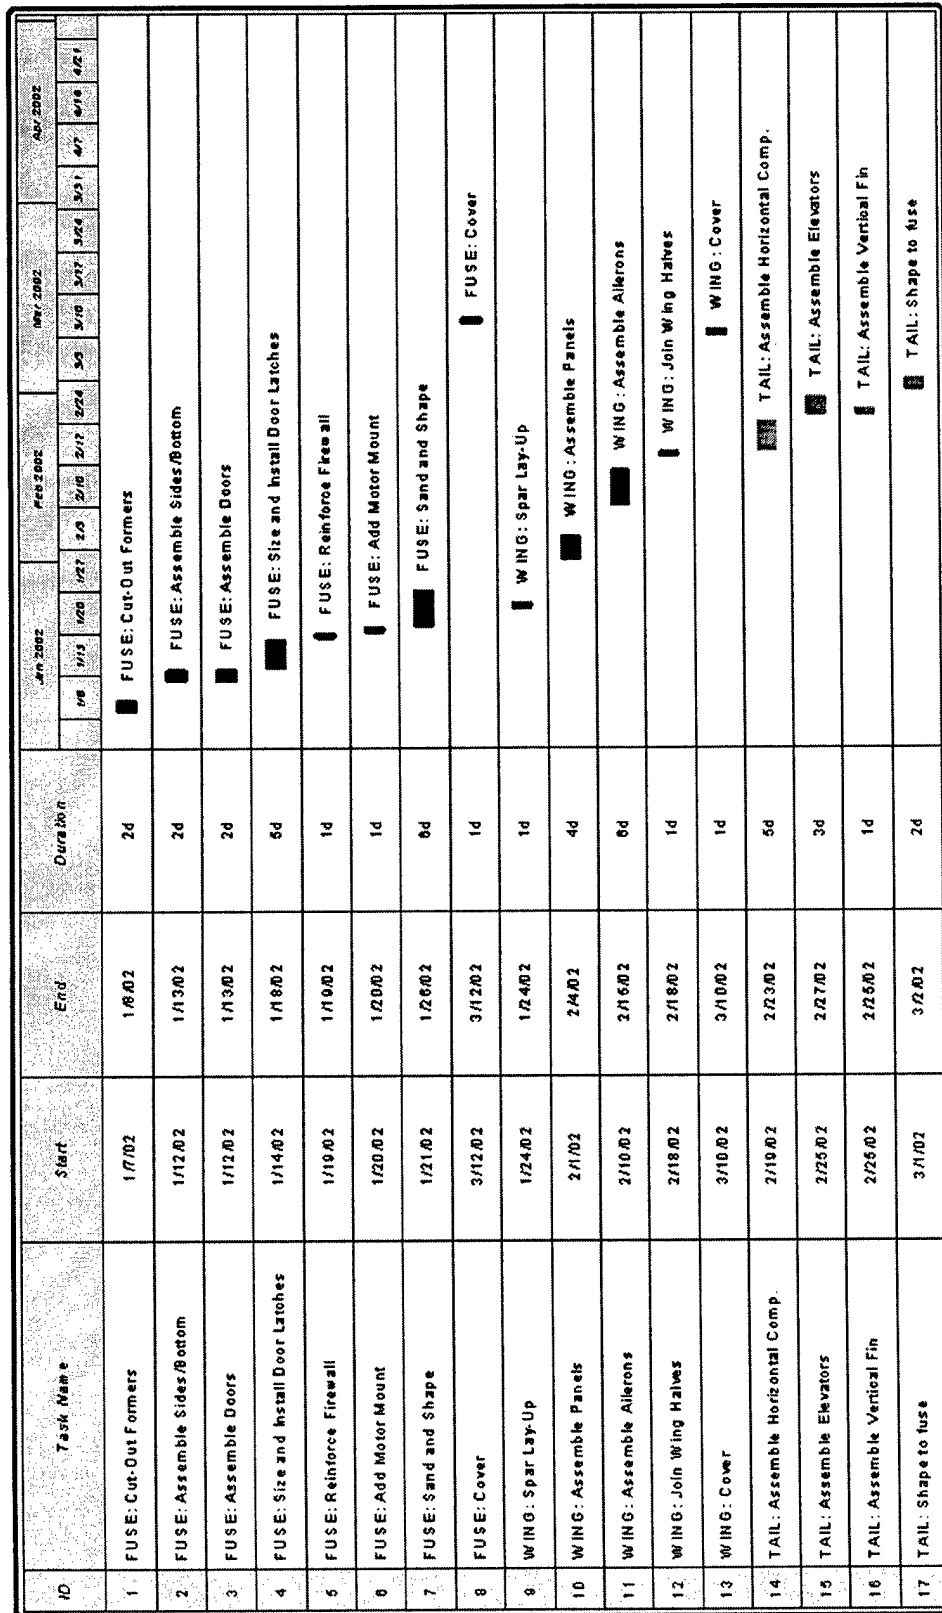 ID Task Name Start End Duration Jan 2002 Feb 2002 Mar 2002 Apr 2002
1/6 1/13 1/20 1/27 2/3 2/10 2/17 2/24 3/3 3/10 3/17 3/24 3/31 4/7 4/14 4/21
1 FUSE: Cut-Out Formers 1/7/02 1/8/02 2d FUSE: Cut-Out Formers
2 FUSE: Assemble Sides/Bottom 1/12/02 1/13/02 2d FUSE: Assemble Sides/Bottom
3 FUSE: Assemble Doors 1/12/02 1/13/02 2d FUSE: Assemble Doors
4 FUSE: Size and Install Door Latches 1/14/02 1/18/02 5d FUSE: Size and Install Door Latches
5 FUSE: Reinforce Firewall 1/19/02 1/19/02 1d FUSE: Reinforce Firewall
6 FUSE: Add Motor Mount 1/20/02 1/20/02 1d FUSE: Add Motor Mount
7 FUSE: Sand and Shape 1/21/02 1/26/02 6d FUSE: Sand and Shape
8 FUSE: Cover 3/12/02 3/12/02 1d FUSE: Cover
9 WING: Spar Lay-Up 1/24/02 1/24/02 1d WING: Spar Lay-Up
10 WING: Assemble Panels 2/1/02 2/4/02 4d WING: Assemble Panels
11 WING: Assemble Ailerons 2/10/02 2/15/02 6d WING: Assemble Ailerons
12 WING: Join Wing Halves 2/18/02 2/18/02 1d WING: Join Wing Halves
13 WING: Cover 3/10/02 3/10/02 1d WING: Cover
14 TAIL: Assemble Horizontal Comp. 2/19/02 2/23/02 5d TAIL: Assemble Horizontal Comp.
15 TAIL: Assemble Elevators 2/25/02 2/27/02 3d TAIL: Assemble Elevators
16 TAIL: Assemble Vertical Fin 2/25/02 2/25/02 1d TAIL: Assemble Vertical Fin
17 TAIL: Shape to fuse 3/1/02 3/2/02 2d TAIL: Shape to fuse